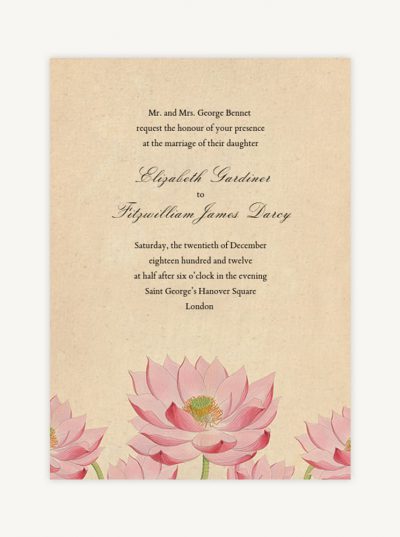 Mr. and Mrs. George Bennet
request the honour of your presence
at the marriage of their daughter
Elizabeth Gardiner
to
Fitzwilliam James Darcy
Saturday, the twentieth of December
eighteen hundred and twelve
at half after six o'clock in the evening
Saint George's Hanover Square
London